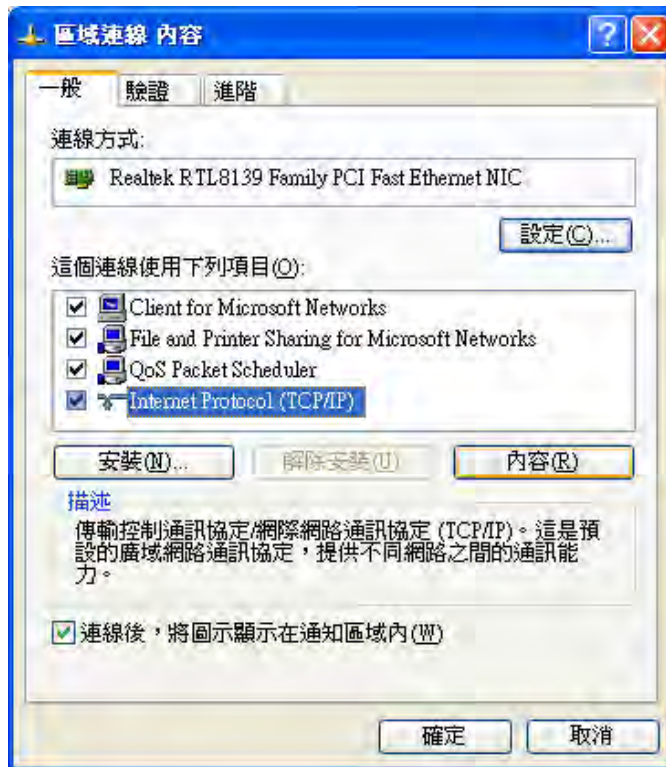 區域連線 內容
一般 驗證 進階
連線方式:
Realtek RTL8139 Family PCI Fast Ethernet NIC
設定(C)...
這個連線使用下列項目(O):
Client for Microsoft Networks
File and Printer Sharing for Microsoft Networks
QoS Packet Scheduler
Internet Protocol (TCP/IP)
安裝(N)... 解除安裝(U) 內容(R)
描述
傳輸控制通訊協定/網際網路通訊協定 (TCP/IP)。這是預
設的廣域網路通訊協定,提供不同網路之間的通訊能
力。
連線後,將圖示顯示在通知區域內(W)
確定 取消